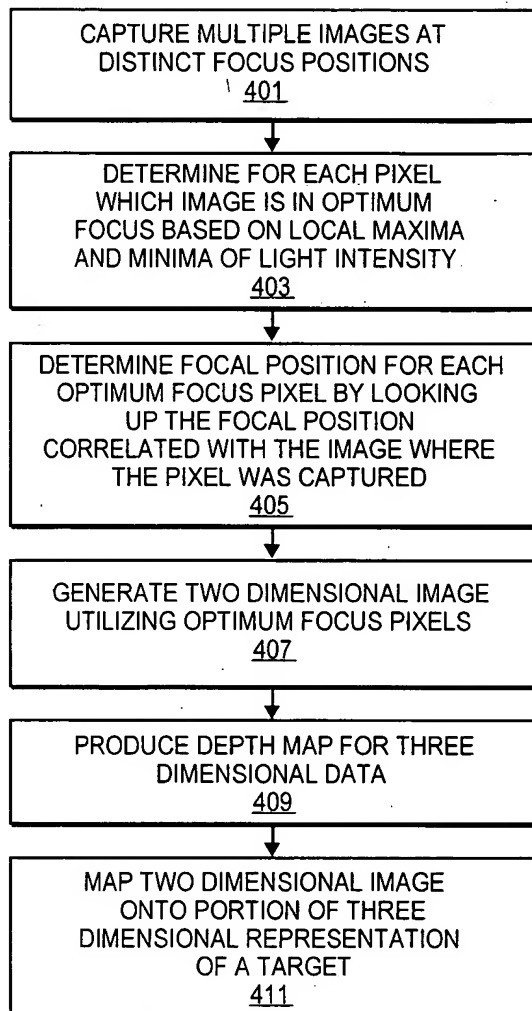 CAPTURE MULTIPLE IMAGES AT
DISTINCT FOCUS POSITIONS
401
DETERMINE FOR EACH PIXEL
WHICH IMAGE IS IN OPTIMUM
FOCUS BASED ON LOCAL MAXIMA
AND MINIMA OF LIGHT INTENSITY
403
DETERMINE FOCAL POSITION FOR EACH
OPTIMUM FOCUS PIXEL BY LOOKING
UP THE FOCAL POSITION
CORRELATED WITH THE IMAGE WHERE
THE PIXEL WAS CAPTURED
405
GENERATE TWO DIMENSIONAL IMAGE
UTILIZING OPTIMUM FOCUS PIXELS
407
PRODUCE DEPTH MAP FOR THREE
DIMENSIONAL DATA
409
MAP TWO DIMENSIONAL IMAGE
ONTO PORTION OF THREE
DIMENSIONAL REPRESENTATION
OF A TARGET
411